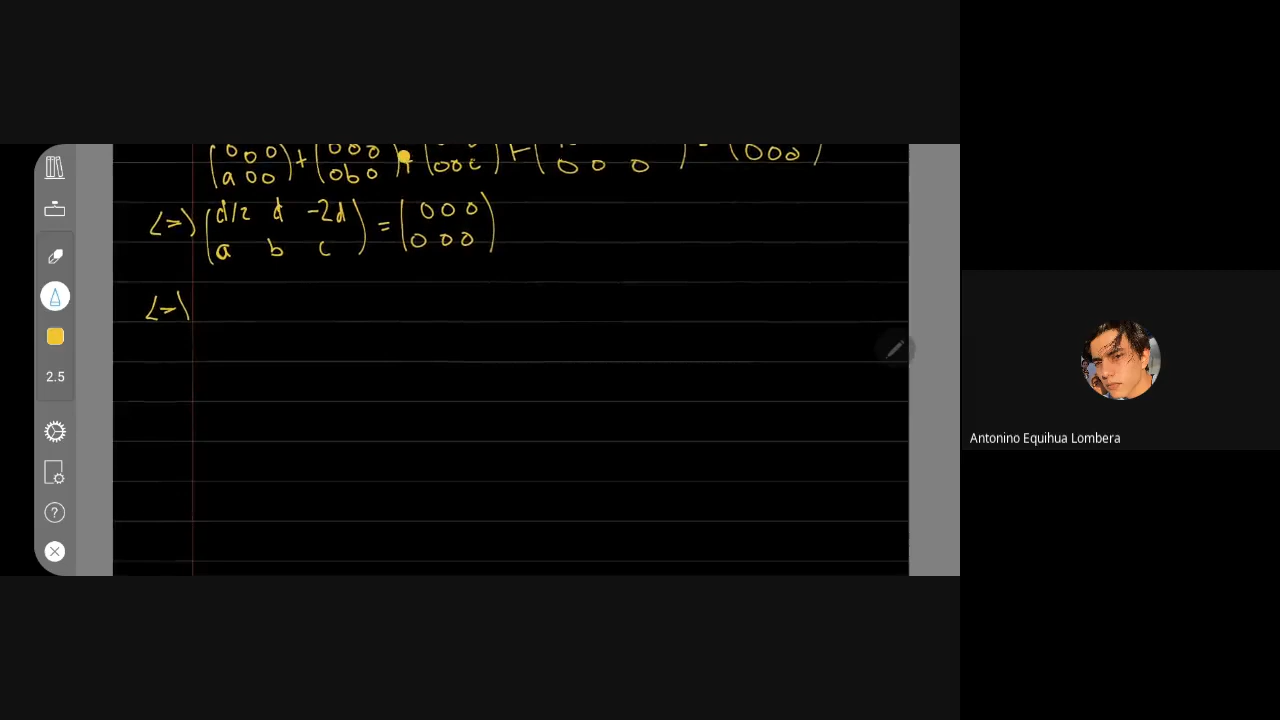 (0 0 0 / a 0 0) + (0 0 0 / 0 b 0) + ( / 0 0 c) + ( / 0 0 0) = ( / 0 0 0)
<=> (d/2 d -2d / a b c) = (0 0 0 / 0 0 0)
<=>
2.5
?
Antonino Equihua Lombera